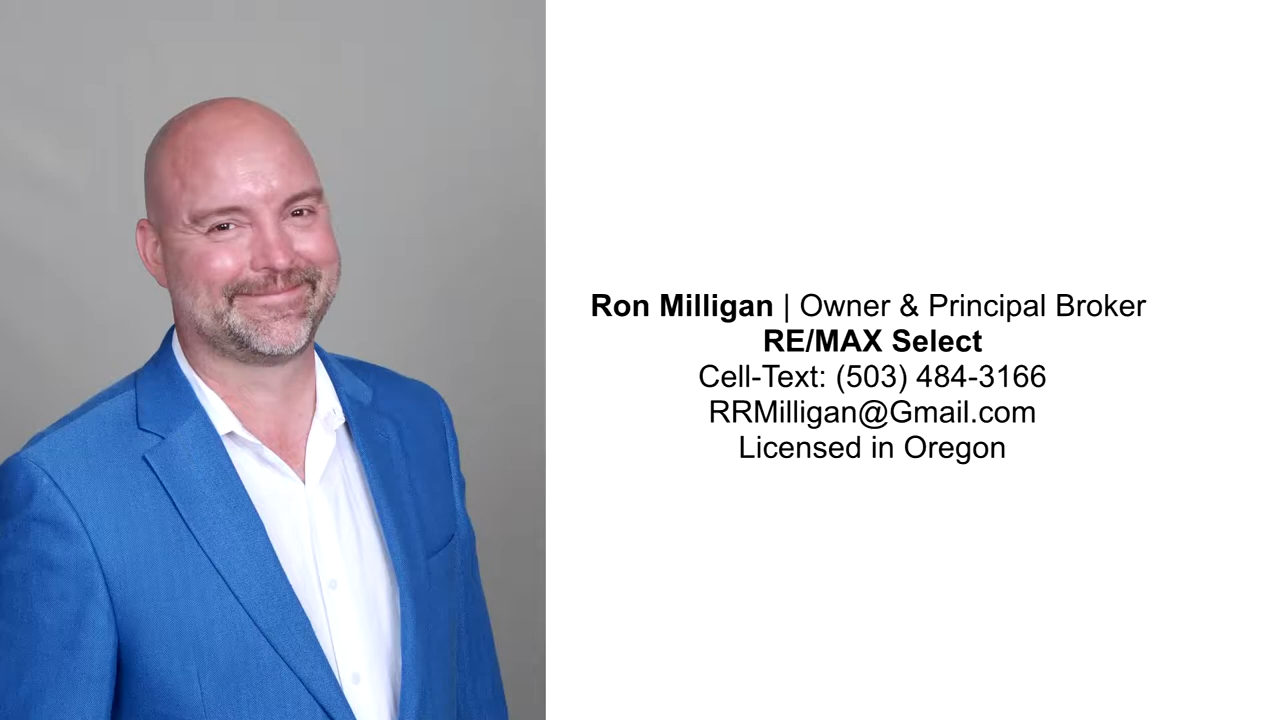 Ron Milligan | Owner & Principal Broker
RE/MAX Select
Cell-Text: (503) 484-3166
RRMilligan@Gmail.com
Licensed in Oregon